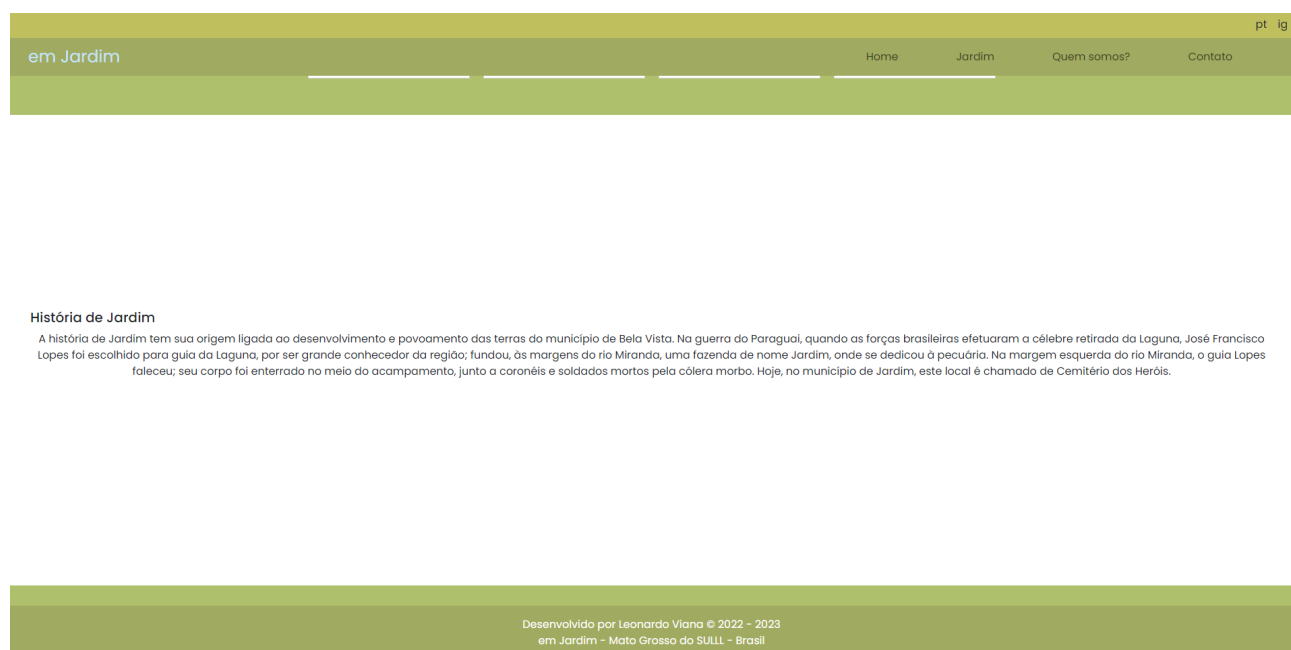 pt ig
em Jardim Home Jardim Quem somos? Contato
História de Jardim
A história de Jardim tem sua origem ligada ao desenvolvimento e povoamento das terras do município de Bela Vista. Na guerra do Paraguai, quando as forças brasileiras efetuaram a célebre retirada da Laguna, José Francisco
Lopes foi escolhido para guia da Laguna, por ser grande conhecedor da região; fundou, às margens do rio Miranda, uma fazenda de nome Jardim, onde se dedicou à pecuária. Na margem esquerda do rio Miranda, o guia Lopes
faleceu; seu corpo foi enterrado no meio do acampamento, junto a coronéis e soldados mortos pela cólera morbo. Hoje, no município de Jardim, este local é chamado de Cemitério dos Heróis.
Desenvolvido por Leonardo Viana © 2022 - 2023
em Jardim - Mato Grosso do SULLL - Brasil